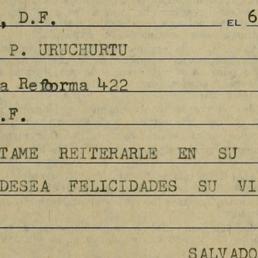 , D.F. EL 6
P. URUCHURTU
a Reforma 422
.F.
TAME REITERARLE EN SU
DESEA FELICIDADES SU VI
SALVADO